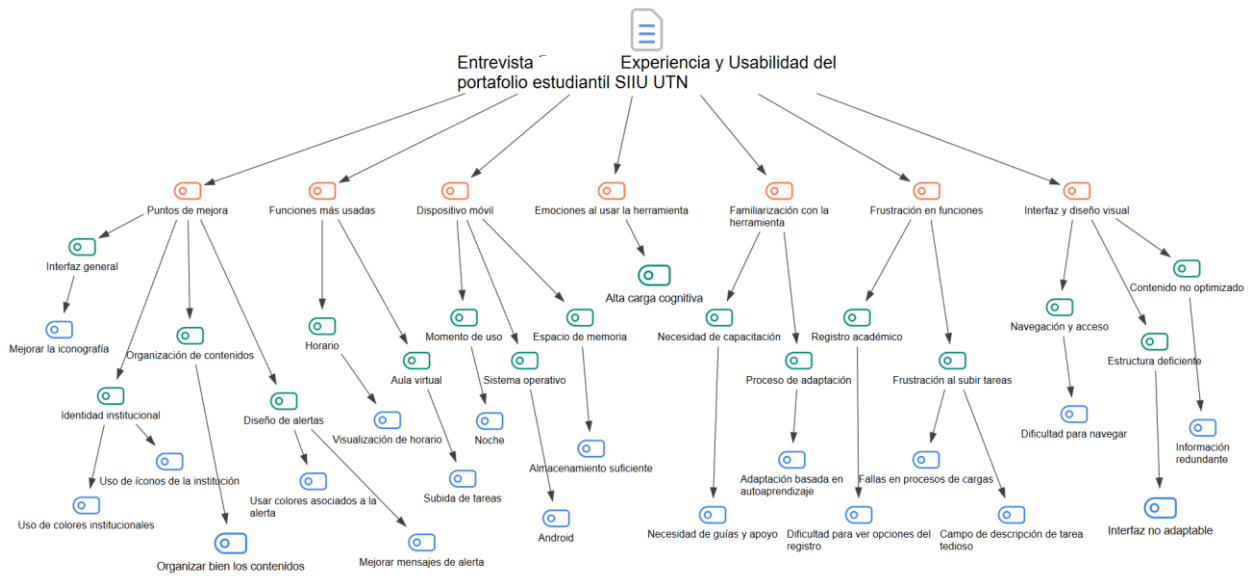 Entrevista Experiencia y Usabilidad del
portafolio estudiantil SIIU UTN
Puntos de mejora
Funciones más usadas
Dispositivo móvil
Emociones al usar la herramienta
Familiarización con la
herramienta
Frustración en funciones
Interfaz y diseño visual
Interfaz general
Alta carga cognitiva
Contenido no optimizado
Mejorar la iconografía
Organización de contenidos
Horario
Momento de uso
Espacio de memoria
Necesidad de capacitación
Registro académico
Navegación y acceso
Estructura deficiente
Identidad institucional
Diseño de alertas
Aula virtual
Sistema operativo
Proceso de adaptación
Frustración al subir tareas
Visualización de horario
Noche
Dificultad para navegar
Información
redundante
Uso de íconos de la institución
Usar colores asociados a la
alerta
Subida de tareas
Almacenamiento suficiente
Adaptación basada en
autoaprendizaje
Fallas en procesos de cargas
Uso de colores institucionales
Organizar bien los contenidos
Mejorar mensajes de alerta
Android
Necesidad de guías y apoyo
Dificultad para ver opciones del
registro
Campo de descripción de tarea
tedioso
Interfaz no adaptable